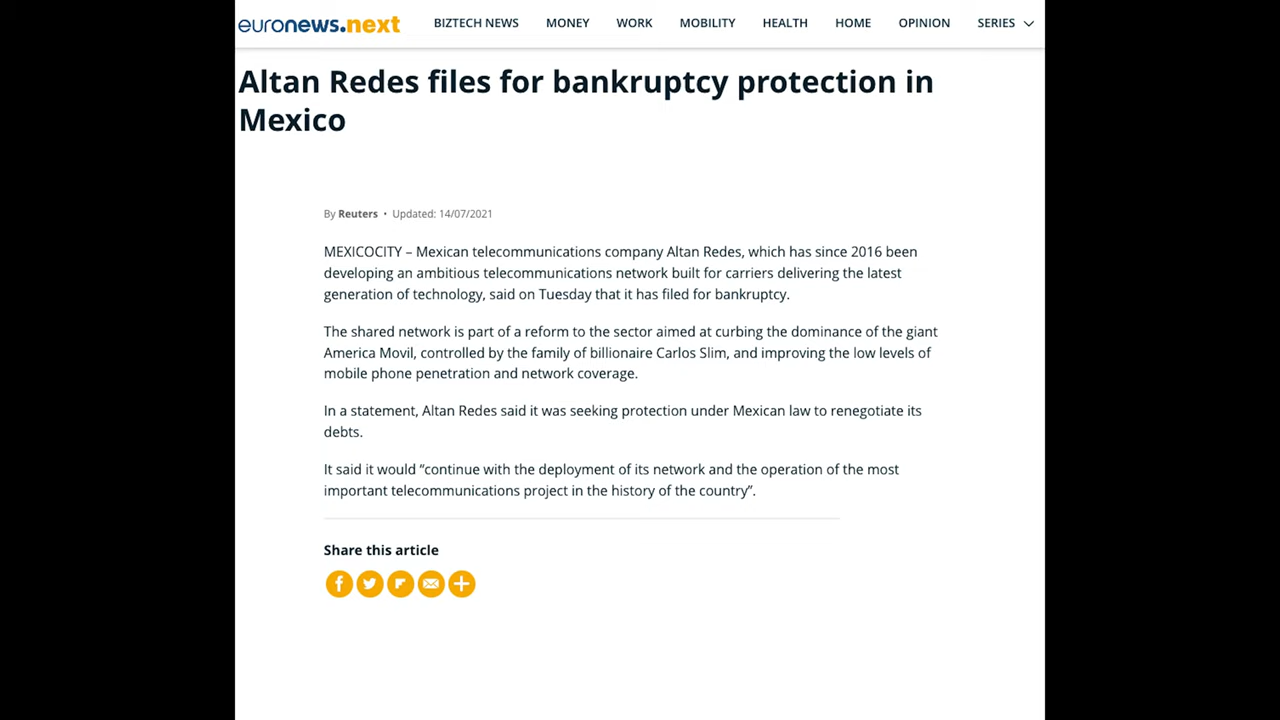 euronews.next BIZTECH NEWS MONEY WORK MOBILITY HEALTH HOME OPINION SERIES
Altan Redes files for bankruptcy protection in
Mexico
By Reuters • Updated: 14/07/2021
MEXICOCITY – Mexican telecommunications company Altan Redes, which has since 2016 been
developing an ambitious telecommunications network built for carriers delivering the latest
generation of technology, said on Tuesday that it has filed for bankruptcy.
The shared network is part of a reform to the sector aimed at curbing the dominance of the giant
America Movil, controlled by the family of billionaire Carlos Slim, and improving the low levels of
mobile phone penetration and network coverage.
In a statement, Altan Redes said it was seeking protection under Mexican law to renegotiate its
debts.
It said it would “continue with the deployment of its network and the operation of the most
important telecommunications project in the history of the country”.
Share this article